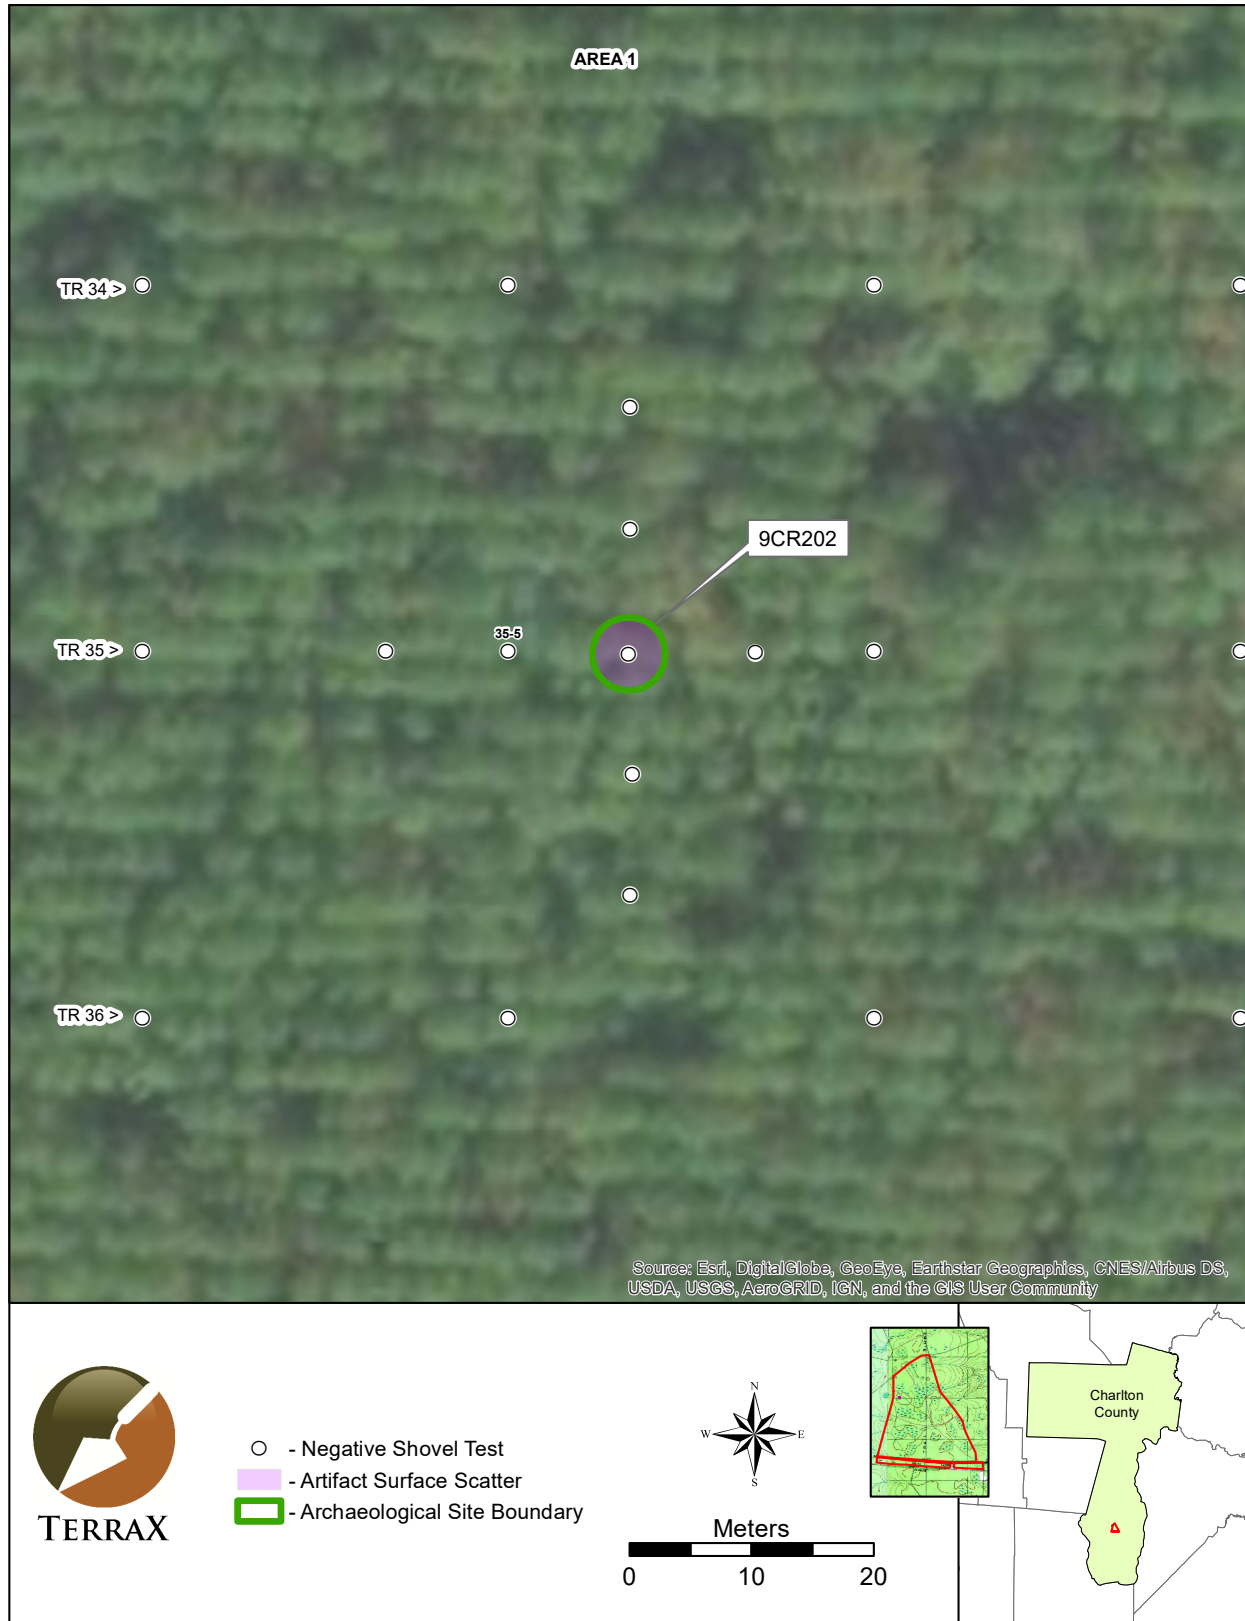 AREA 1
TR 34 >
9CR202
35-5
TR 35 >
TR 36 >
Source: Esri, DigitalGlobe, GeoEye, Earthstar Geographics, CNES/Airbus DS,
USDA, USGS, AeroGRID, IGN, and the GIS User Community
TERRAX
- Negative Shovel Test
- Artifact Surface Scatter
- Archaeological Site Boundary
N
W
E
S
Meters
0 10 20
Charlton
County